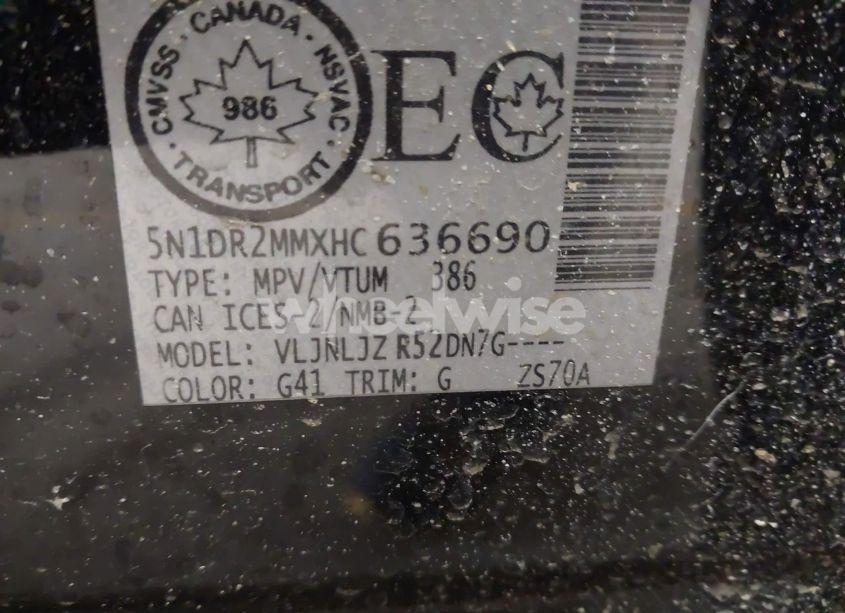 CMVSS · CANADA · NSVAC · TRANSPORT ·
986
EC
5N1DR2MMXHC636690
TYPE: MPV/VTUM 386
CAN ICES-2/NMB-2
wheelwise
MODEL: VLJNLJZ R52DN7G----
COLOR: G41 TRIM: G ZS70A